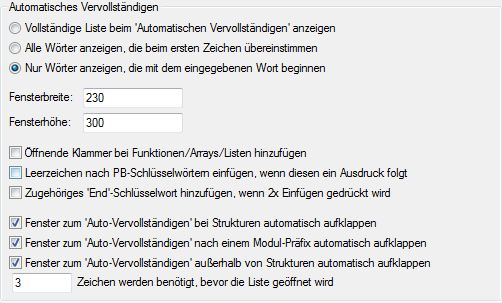 Automatisches Vervollständigen
Vollständige Liste beim 'Automatischen Vervollständigen' anzeigen
Alle Wörter anzeigen, die beim ersten Zeichen übereinstimmen
Nur Wörter anzeigen, die mit dem eingegebenen Wort beginnen
Fensterbreite: 230
Fensterhöhe: 300
Öffnende Klammer bei Funktionen/Arrays/Listen hinzufügen
Leerzeichen nach PB-Schlüsselwörtern einfügen, wenn diesen ein Ausdruck folgt
Zugehöriges 'End'-Schlüsselwort hinzufügen, wenn 2x Einfügen gedrückt wird
Fenster zum 'Auto-Vervollständigen' bei Strukturen automatisch aufklappen
Fenster zum 'Auto-Vervollständigen' nach einem Modul-Präfix automatisch aufklappen
Fenster zum 'Auto-Vervollständigen' außerhalb von Strukturen automatisch aufklappen
3 Zeichen werden benötigt, bevor die Liste geöffnet wird